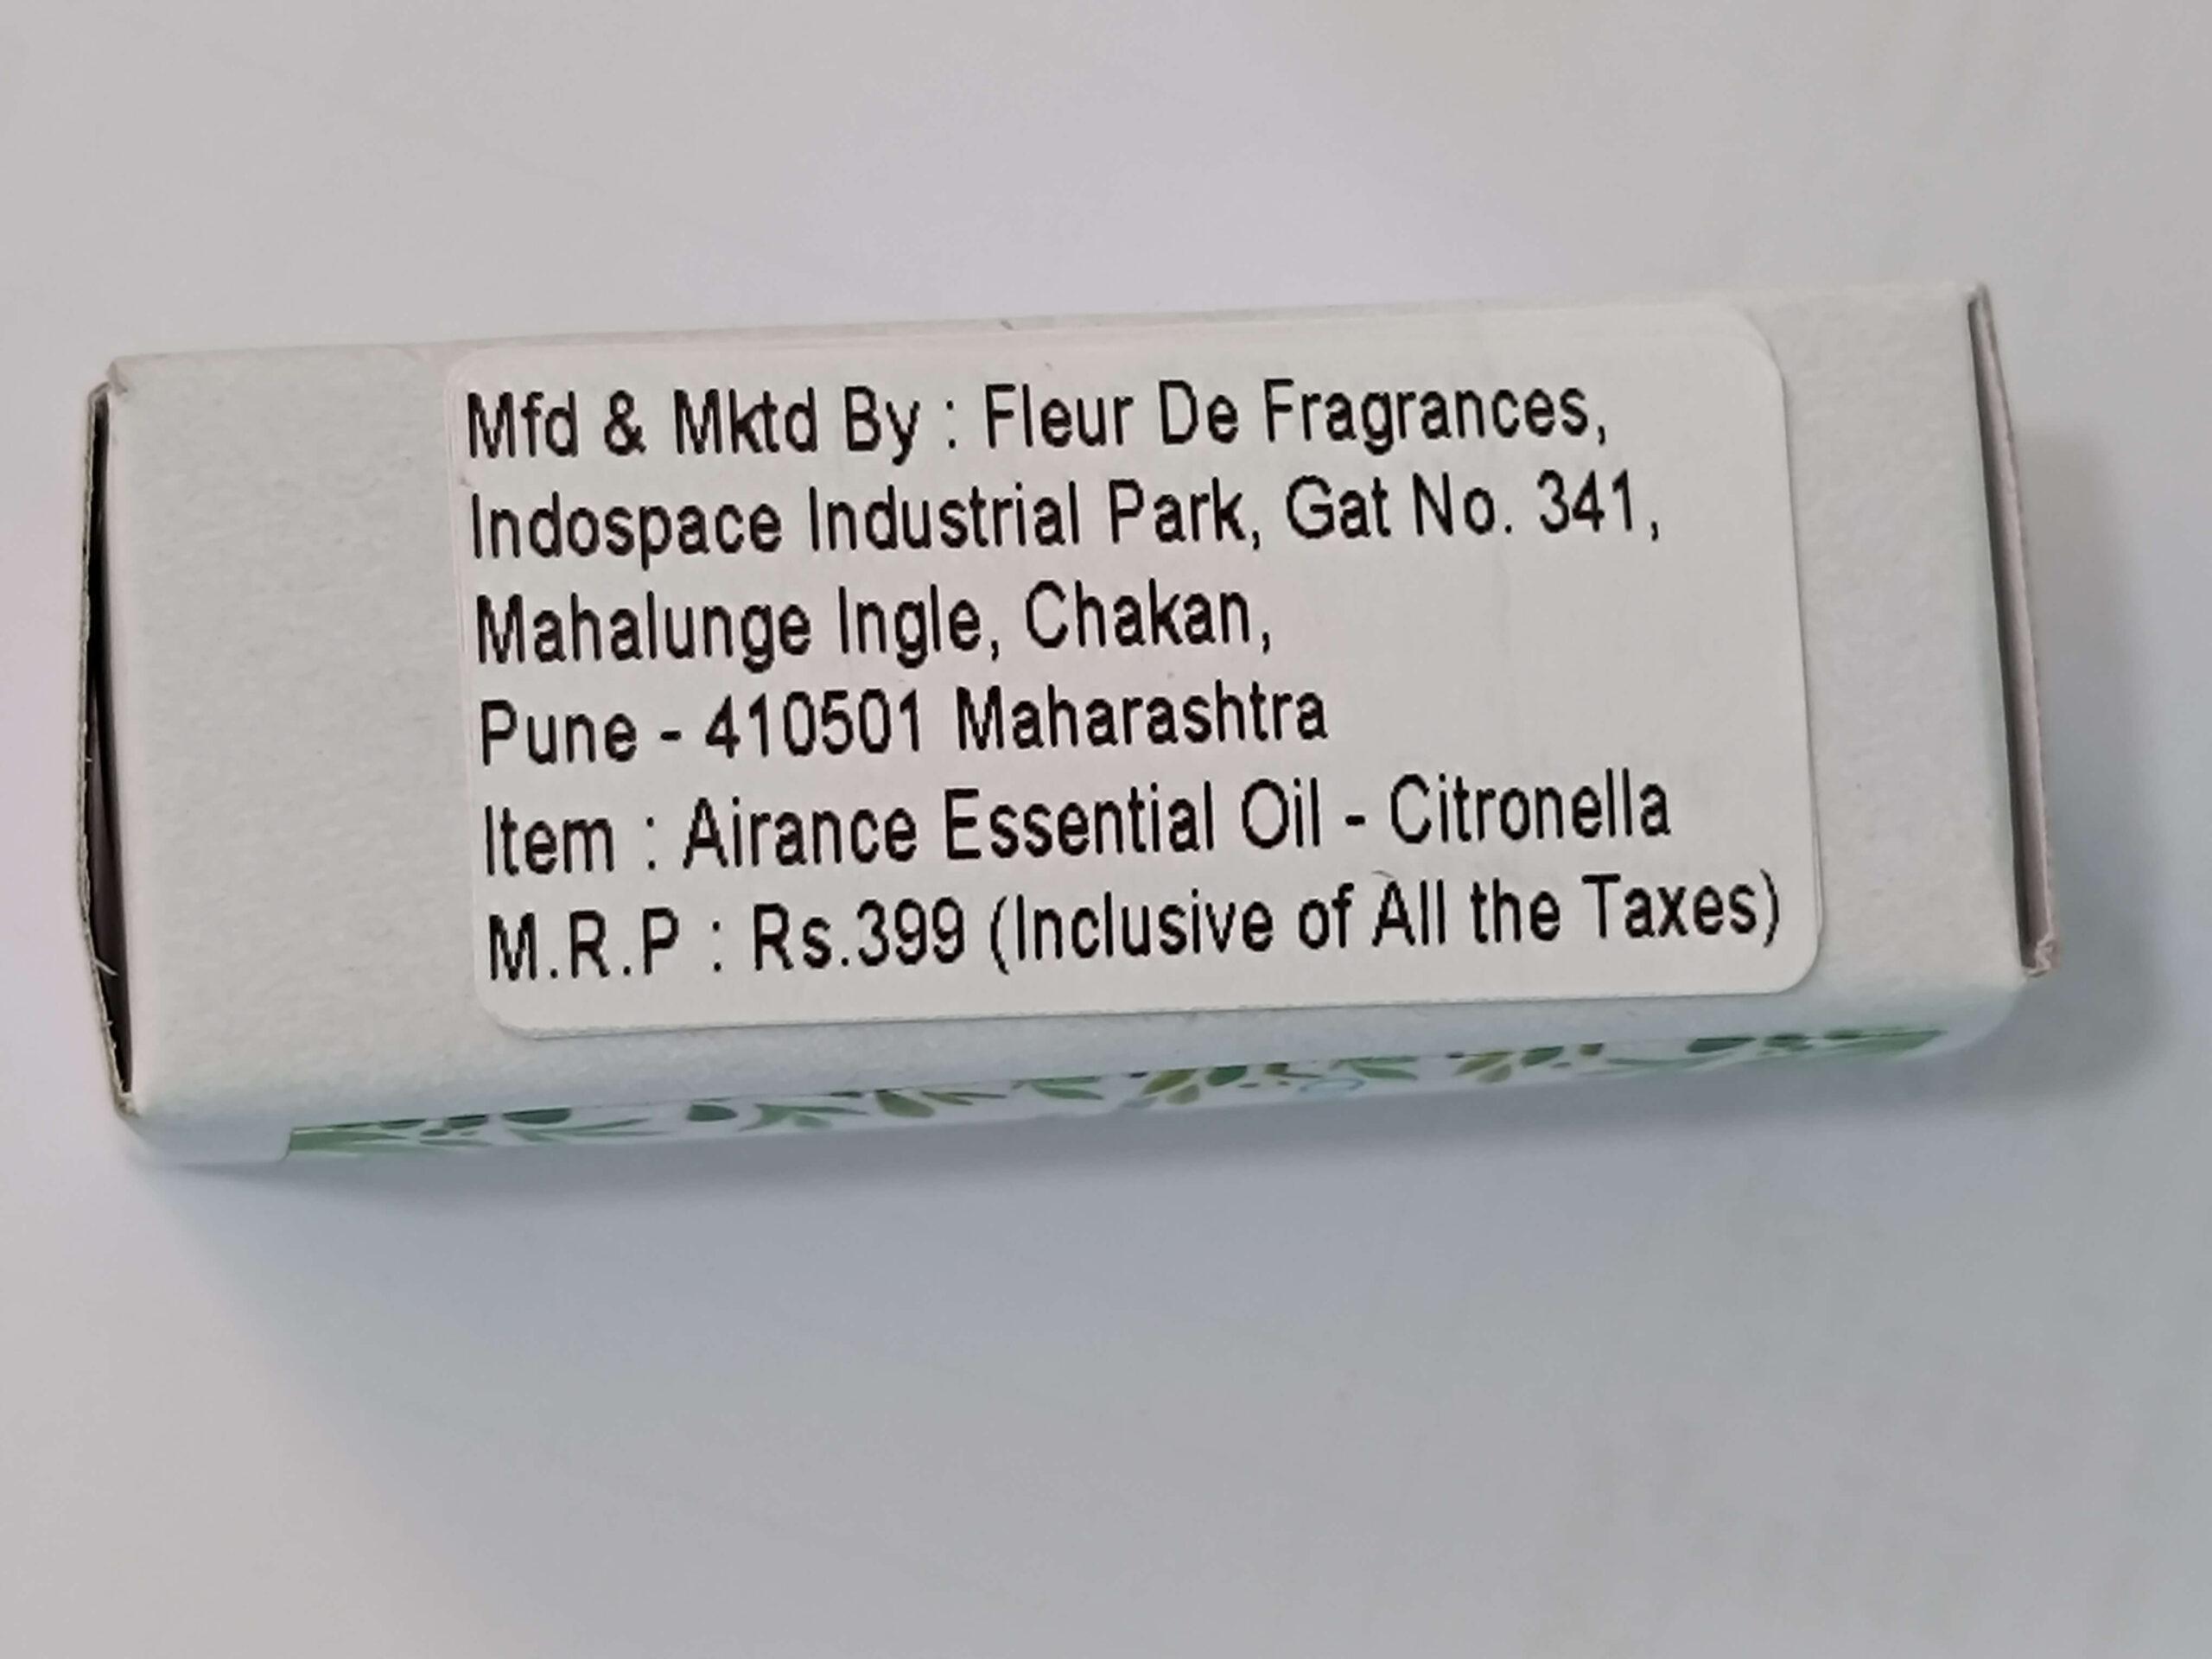 Mfd & Mktd By : Fleur De Fragrances,
Indospace Industrial Park, Gat No. 341,
Mahalunge Ingle, Chakan,
Pune - 410501 Maharashtra
Item : Airance Essential Oil - Citronella
M.R.P : Rs.399 (Inclusive of All the Taxes)